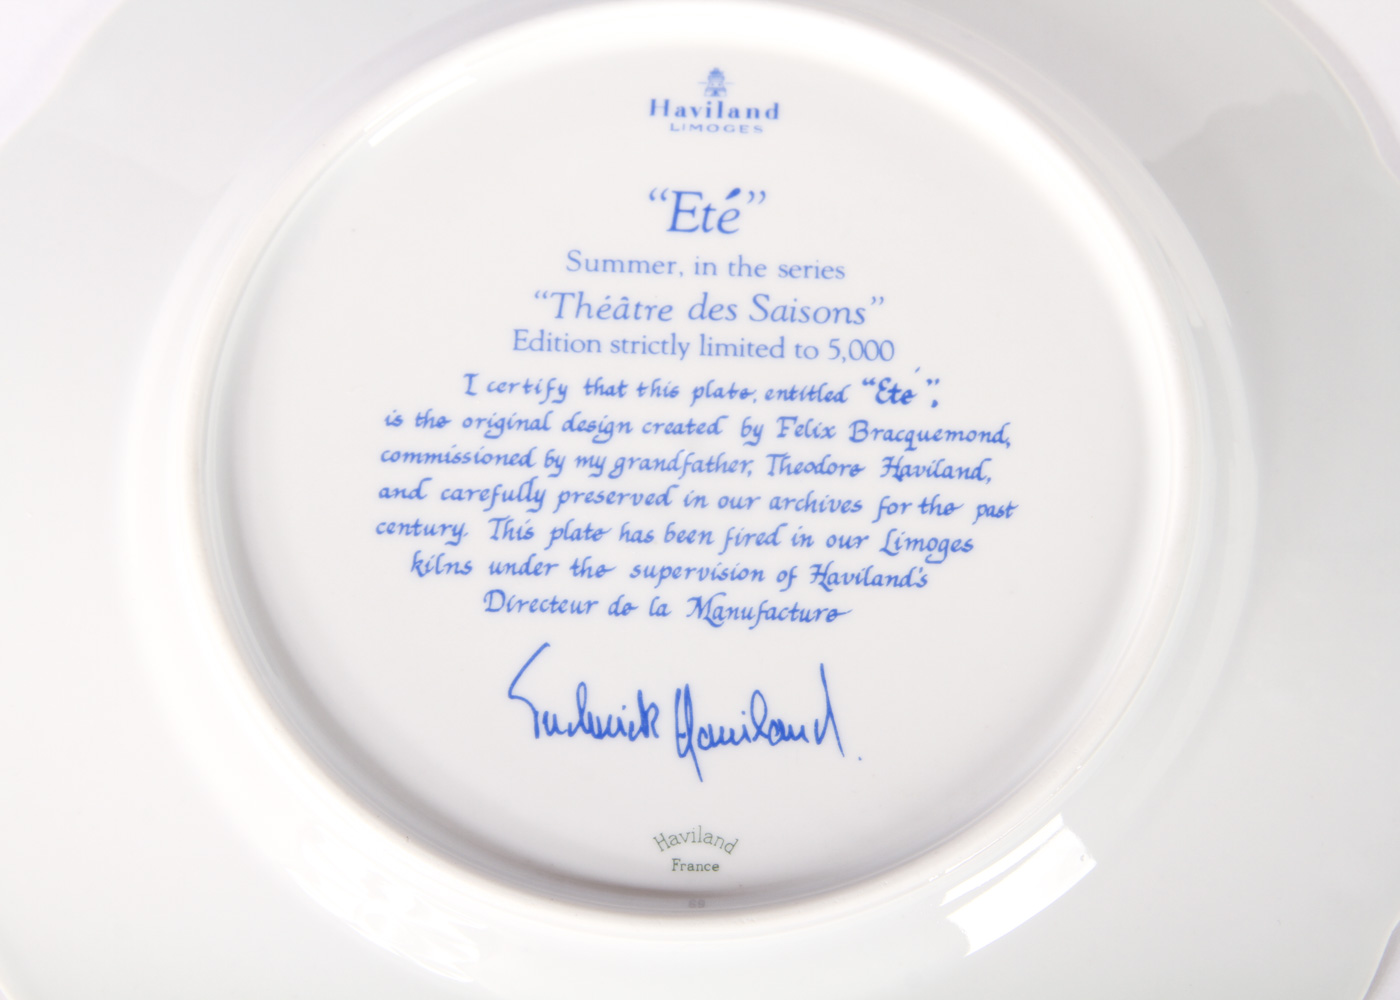 Haviland
LIMOGES
“Eté”
Summer, in the series
“Théâtre des Saisons”
Edition strictly limited to 5,000
I certify that this plate, entitled “Eté”,
is the original design created by Felix Bracquemond,
commissioned by my grandfather, Theodore Haviland,
and carefully preserved in our archives for the past
century. This plate has been fired in our Limoges
kilns under the supervision of Haviland's
Directeur de la Manufacture
Frederick Haviland.
Haviland
France